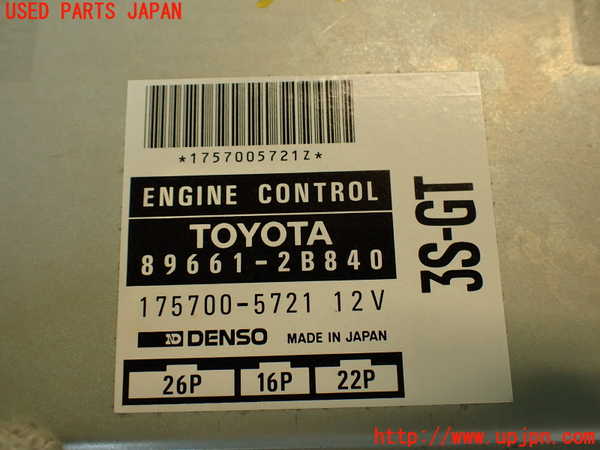 USED PARTS JAPAN
*1757005721Z*
ENGINE CONTROL
TOYOTA
89661-2B840
3S-GT
175700-5721 12V
ND DENSO MADE IN JAPAN
26P 16P 22P
http://www.upjpn.com